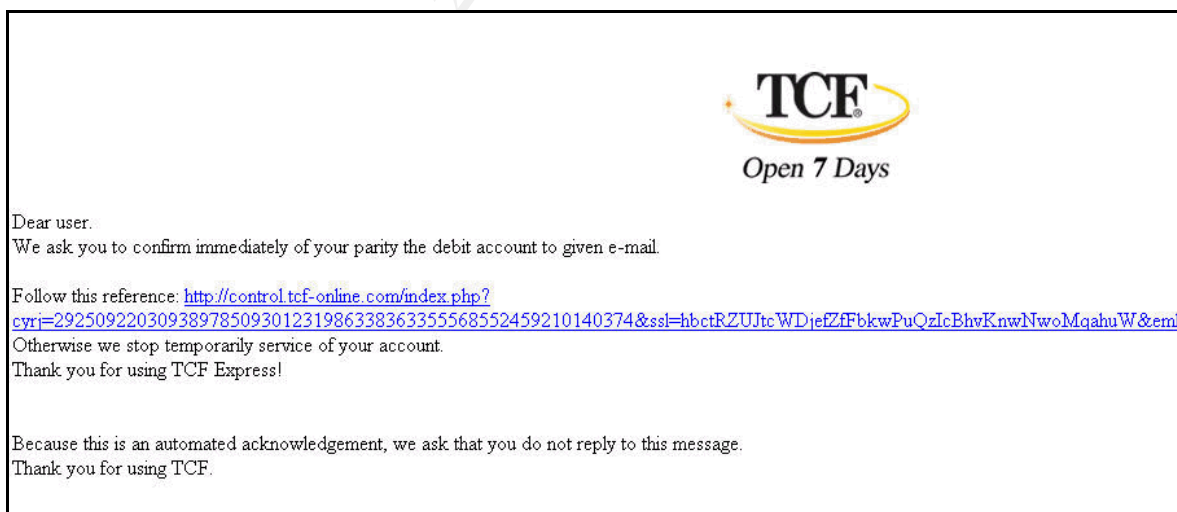 TCF®
Open 7 Days
Dear user.
We ask you to confirm immediately of your parity the debit account to given e-mail.
Follow this reference: http://control.tcf-online.com/index.php?
cyrj=29250922030938978509301231986338363355568552459210140374&ssl=hbctRZUJtcWDjefZfFbkwPuQzIcBhvKnwNwoMqahuW&em
Otherwise we stop temporarily service of your account.
Thank you for using TCF Express!
Because this is an automated acknowledgement, we ask that you do not reply to this message.
Thank you for using TCF.